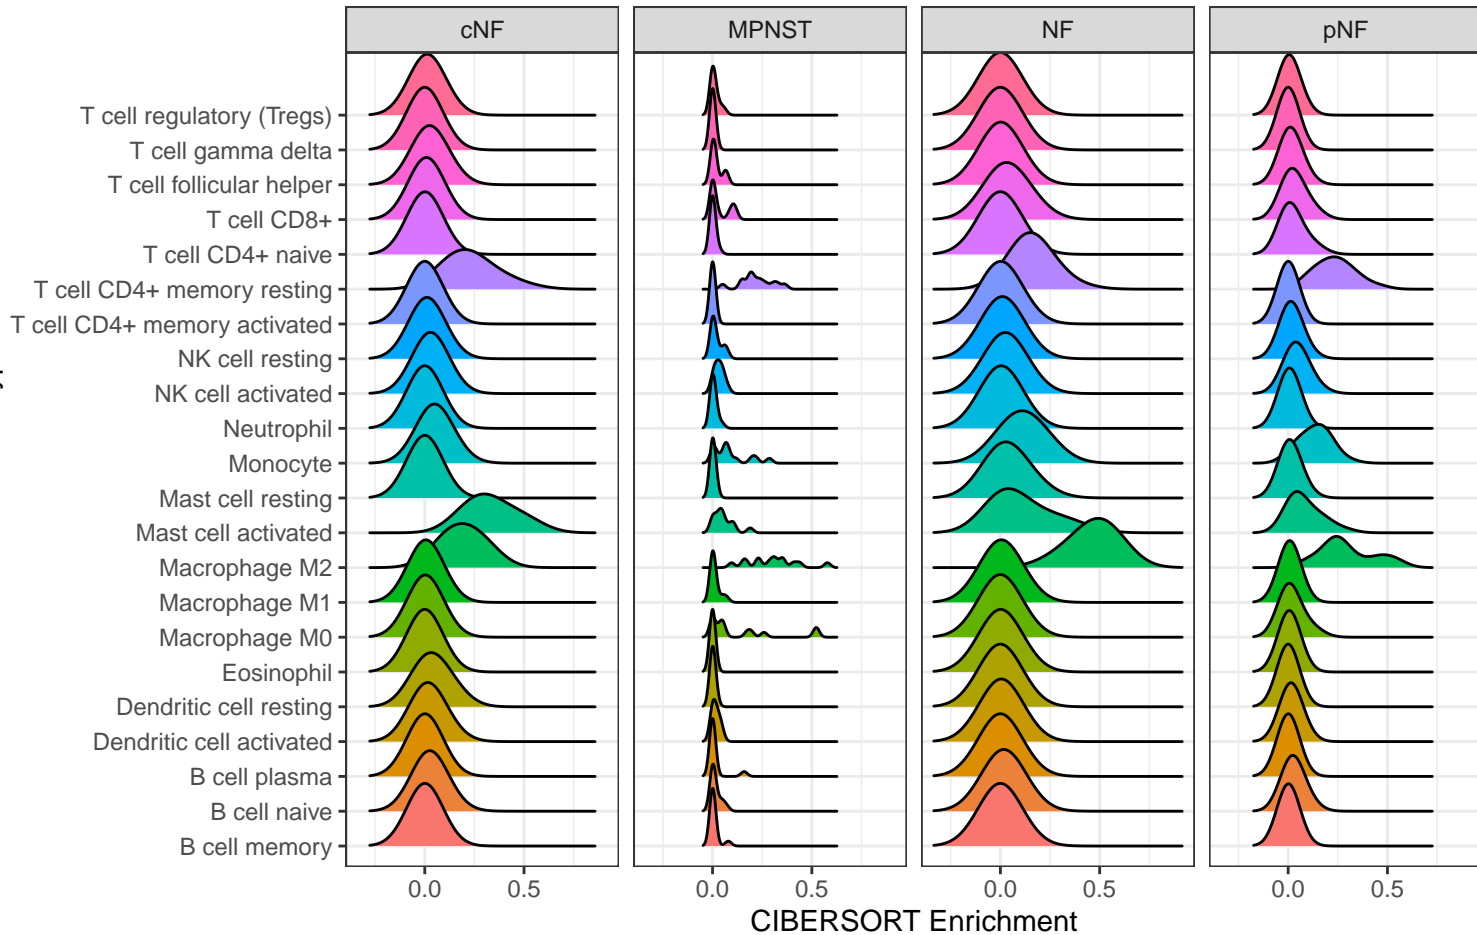 cNF MPNST NF pNF
T cell regulatory (Tregs)
T cell gamma delta
T cell follicular helper
T cell CD8+
T cell CD4+ naive
T cell CD4+ memory resting
T cell CD4+ memory activated
NK cell resting
NK cell activated
Neutrophil
Monocyte
Mast cell resting
Mast cell activated
Macrophage M2
Macrophage M1
Macrophage M0
Eosinophil
Dendritic cell resting
Dendritic cell activated
B cell plasma
B cell naive
B cell memory
0.0 0.5 0.0 0.5 0.0 0.5 0.0 0.5
CIBERSORT Enrichment